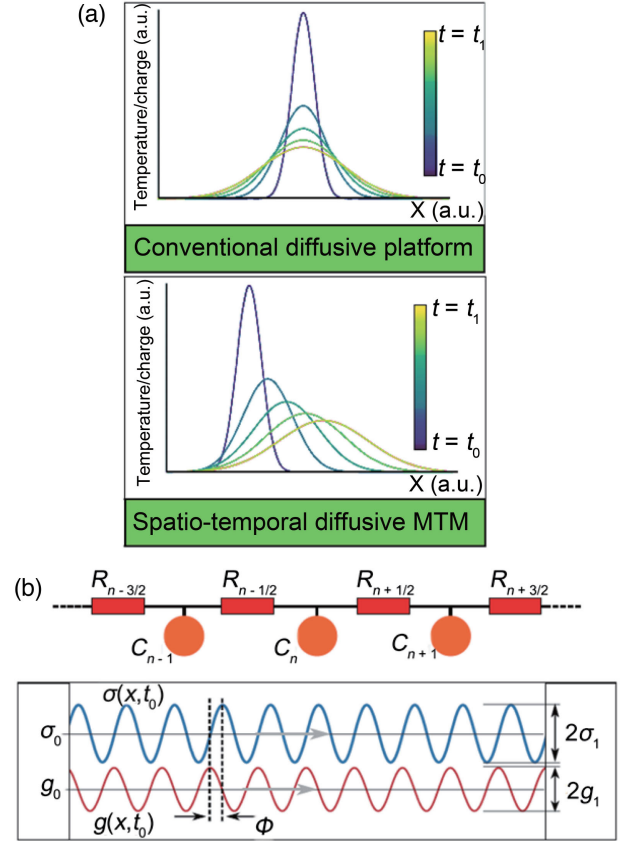 (a)
Temperature/charge (a.u.)
t = t1
t = t0
X (a.u.)
Conventional diffusive platform
Temperature/charge (a.u.)
t = t1
t = t0
X (a.u.)
Spatio-temporal diffusive MTM
(b)
Rn - 3/2 Rn - 1/2 Rn + 1/2 Rn + 3/2
Cn - 1 Cn Cn + 1
σ(x,t0)
σ0
2σ1
g0
2g1
g(x,t0)
Φ